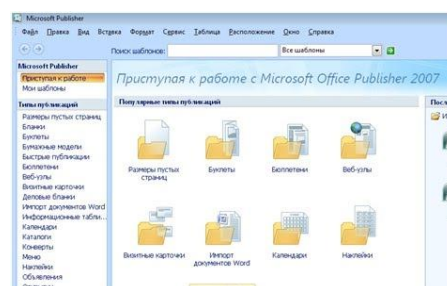 Microsoft Publisher
Файл Правка Вид Вставка Формат Сервис Таблица Расположение Окно Справка
Поиск шаблонов: Все шаблоны
Microsoft Publisher
Приступая к работе
Мои шаблоны
Типы публикаций
Размеры пустых страниц
Бланки
Буклеты
Бумажные модели
Быстрые публикации
Бюллетени
Веб-узлы
Визитные карточки
Деловые бланки
Импорт документов Word
Информационные табли...
Календари
Каталоги
Конверты
Меню
Наклейки
Объявления
Приступая к работе с Microsoft Office Publisher 2007
Популярные типы публикаций
Размеры пустых страниц
Буклеты
Бюллетени
Веб-узлы
Визитные карточки
Импорт документов Word
Календари
Наклейки
Посл